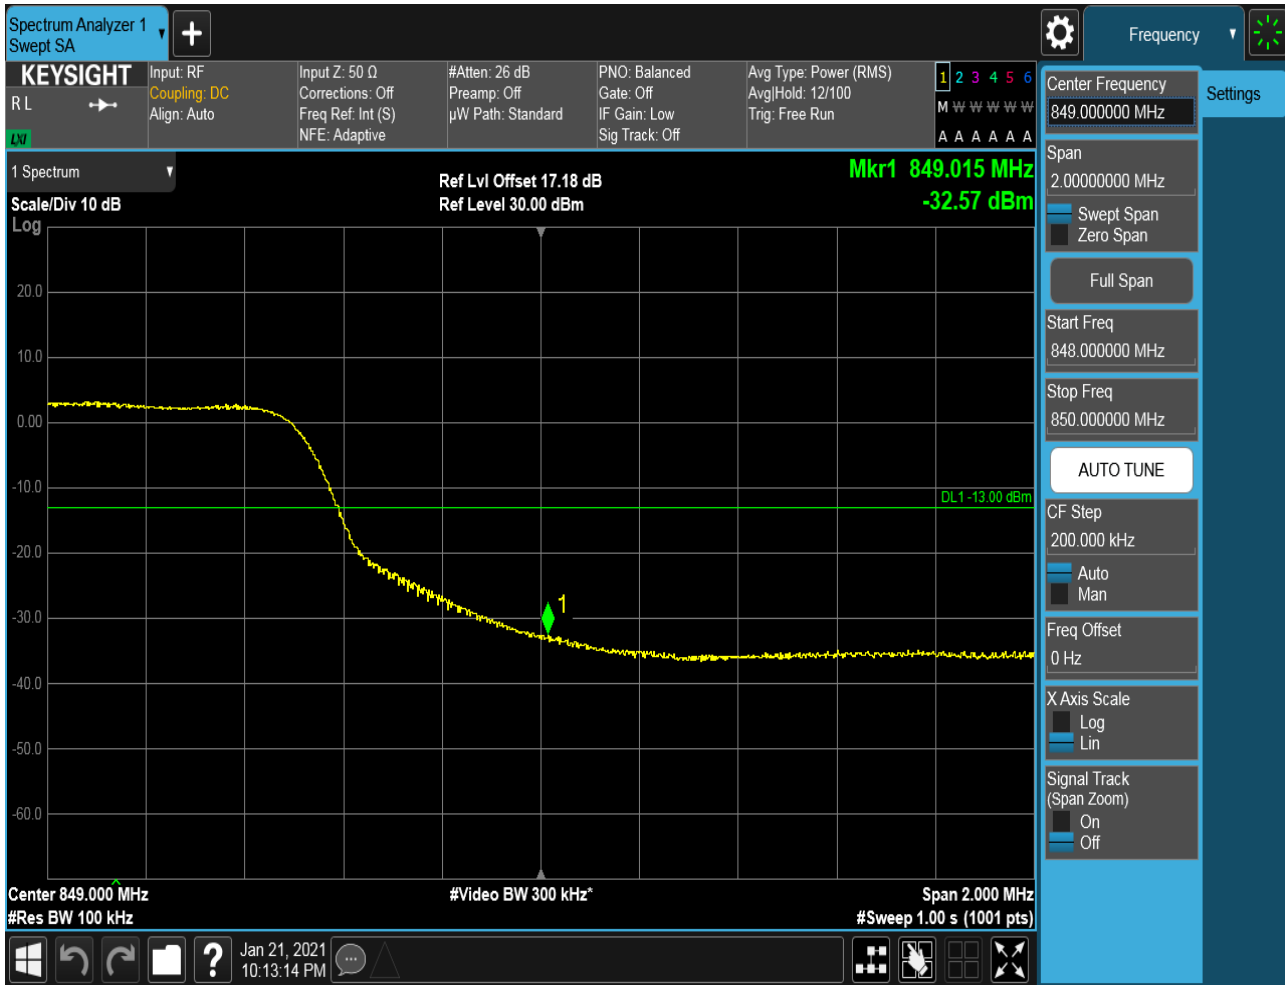 Spectrum Analyzer 1
Swept SA
Frequency
KEYSIGHT
R L
LXI
Input: RF
Coupling: DC
Align: Auto
Input Z: 50 Ω
Corrections: Off
Freq Ref: Int (S)
NFE: Adaptive
#Atten: 26 dB
Preamp: Off
µW Path: Standard
PNO: Balanced
Gate: Off
IF Gain: Low
Sig Track: Off
Avg Type: Power (RMS)
Avg|Hold: 12/100
Trig: Free Run
1 2 3 4 5 6
M W W W W W
A A A A A A
1 Spectrum
Scale/Div 10 dB
Log
Ref Lvl Offset 17.18 dB
Ref Level 30.00 dBm
Mkr1 849.015 MHz
-32.57 dBm
20.0
10.0
0.00
-10.0
-20.0
-30.0
-40.0
-50.0
-60.0
DL1 -13.00 dBm
1
Center 849.000 MHz
#Res BW 100 kHz
#Video BW 300 kHz*
Span 2.000 MHz
#Sweep 1.00 s (1001 pts)
?
Jan 21, 2021
10:13:14 PM
Center Frequency
849.000000 MHz
Settings
Span
2.00000000 MHz
Swept Span
Zero Span
Full Span
Start Freq
848.000000 MHz
Stop Freq
850.000000 MHz
AUTO TUNE
CF Step
200.000 kHz
Auto
Man
Freq Offset
0 Hz
X Axis Scale
Log
Lin
Signal Track
(Span Zoom)
On
Off